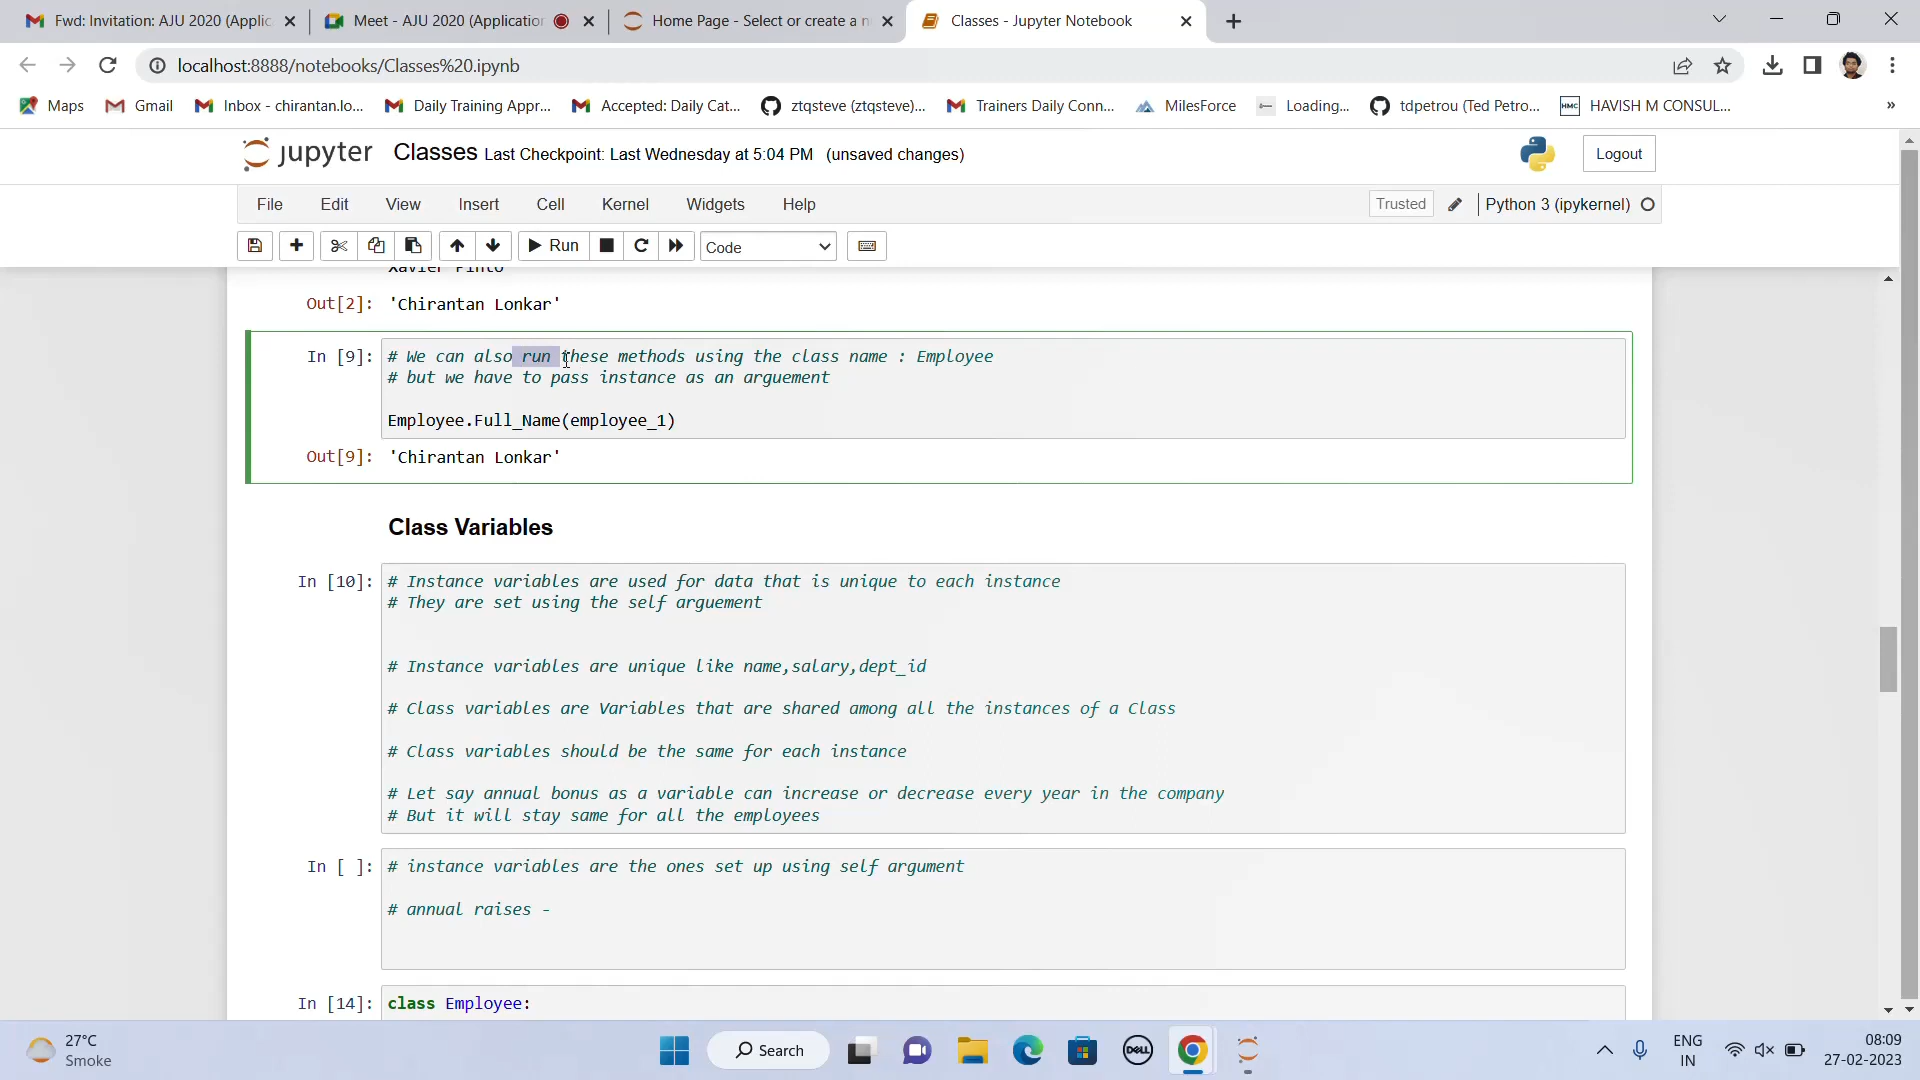 Fwd: Invitation: AJU 2020 (Applic
Meet - AJU 2020 (Application
Home Page - Select or create a n
Classes - Jupyter Notebook
localhost:8888/notebooks/Classes%20.ipynb
Maps
Gmail
Inbox - chirantan.lo...
Daily Training Appr...
Accepted: Daily Cat...
ztqsteve (ztqsteve)...
Trainers Daily Conn...
MilesForce
Loading...
tdpetrou (Ted Petro...
HMC
HAVISH M CONSUL...
»
jupyter Classes Last Checkpoint: Last Wednesday at 5:04 PM (unsaved changes)
Logout
File Edit View Insert Cell Kernel Widgets Help
Trusted
Python 3 (ipykernel)
Run
Code
Xavier Pinto
Out[2]: 'Chirantan Lonkar'
In [9]: # We can also run these methods using the class name : Employee
# but we have to pass instance as an arguement
Employee.Full_Name(employee_1)
Out[9]: 'Chirantan Lonkar'
Class Variables
In [10]: # Instance variables are used for data that is unique to each instance
# They are set using the self arguement
# Instance variables are unique like name,salary,dept_id
# Class variables are Variables that are shared among all the instances of a Class
# Class variables should be the same for each instance
# Let say annual bonus as a variable can increase or decrease every year in the company
# But it will stay same for all the employees
In [ ]: # instance variables are the ones set up using self argument
# annual raises -
In [14]: class Employee:
27°C
Smoke
Search
DELL
ENG
IN
08:09
27-02-2023